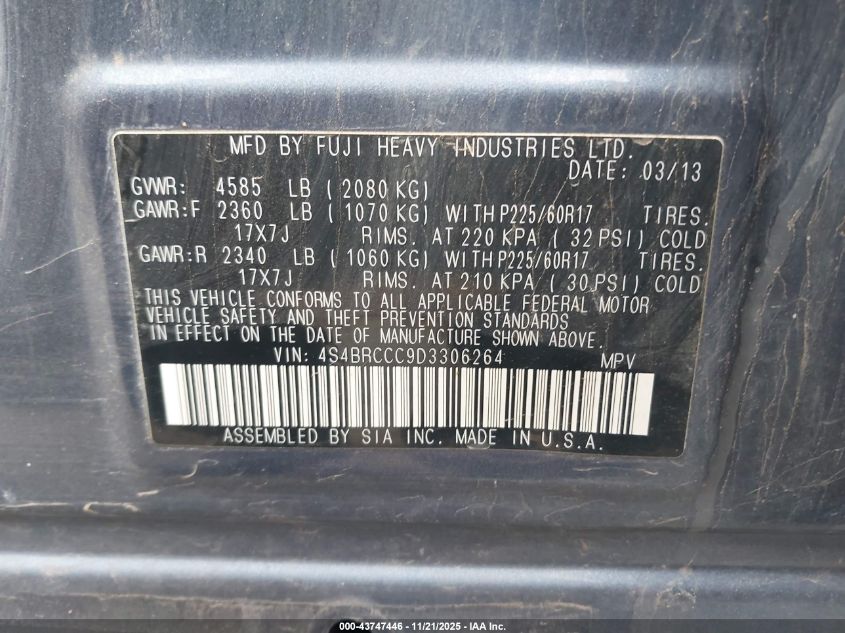 MFD BY FUJI HEAVY INDUSTRIES LTD.
DATE: 03/13
GVWR: 4585 LB ( 2080 KG)
GAWR:F 2360 LB ( 1070 KG) WITH P225/60R17 TIRES.
17X7J RIMS. AT 220 KPA ( 32 PSI) COLD
GAWR:R 2340 LB ( 1060 KG) WITH P225/60R17 TIRES.
17X7J RIMS. AT 210 KPA ( 30 PSI) COLD
THIS VEHICLE CONFORMS TO ALL APPLICABLE FEDERAL MOTOR
VEHICLE SAFETY AND THEFT PREVENTION STANDARDS
IN EFFECT ON THE DATE OF MANUFACTURE SHOWN ABOVE.
VIN: 4S4BRCCC9D3306264 MPV
ASSEMBLED BY SIA INC. MADE IN U.S.A.
000-43747446 - 11/21/2025 - IAA Inc.